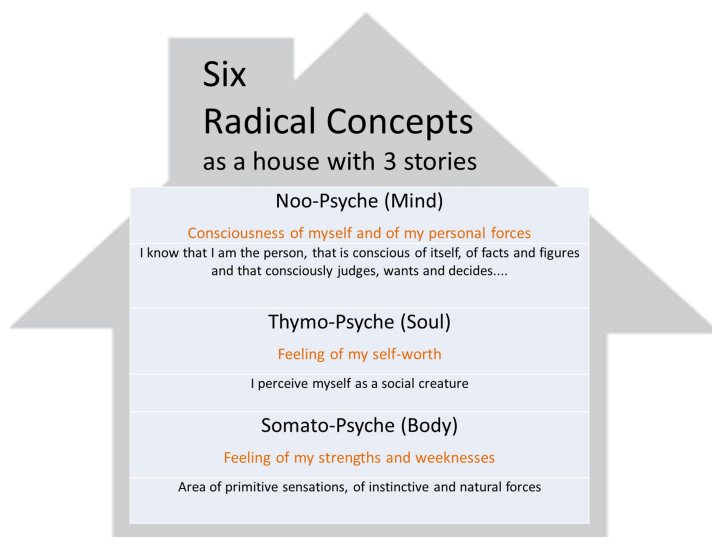 Six
Radical Concepts
as a house with 3 stories
Noo-Psyche (Mind)
Consciousness of myself and of my personal forces
I know that I am the person, that is conscious of itself, of facts and figures
and that consciously judges, wants and decides....
Thymo-Psyche (Soul)
Feeling of my self-worth
I perceive myself as a social creature
Somato-Psyche (Body)
Feeling of my strengths and weeknesses
Area of primitive sensations, of instinctive and natural forces